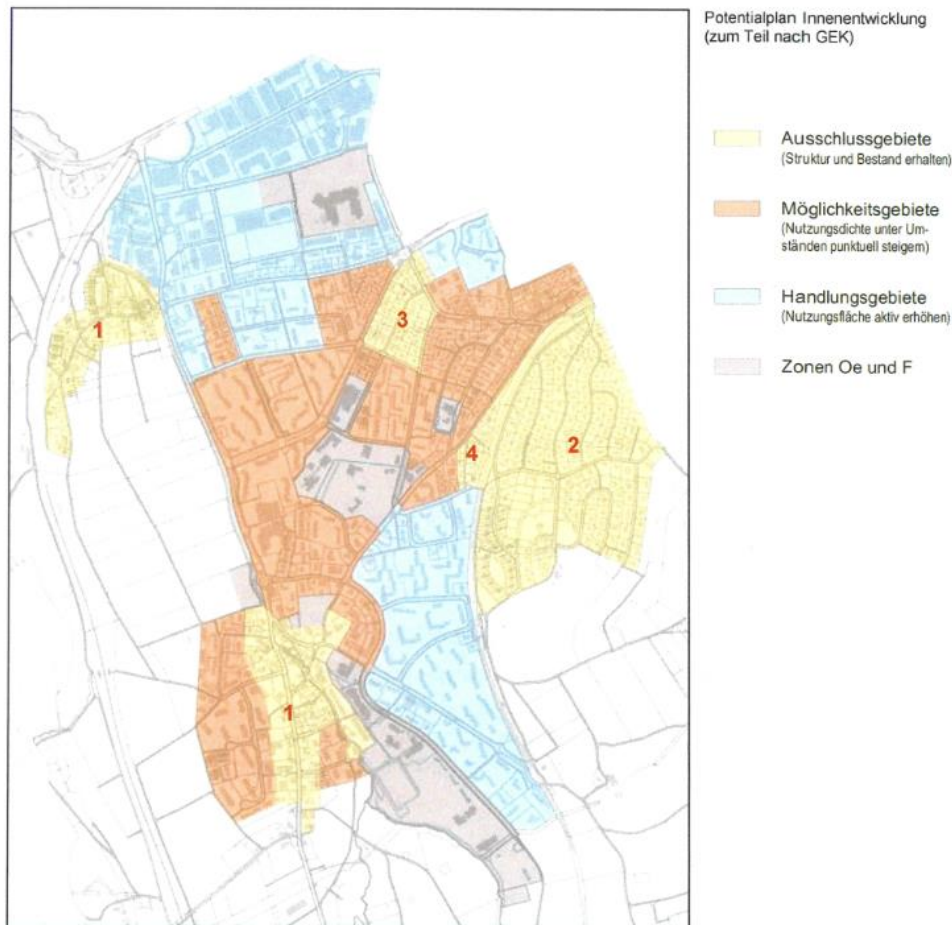 Potentialplan Innenentwicklung
(zum Teil nach GEK)
Ausschlussgebiete
(Struktur und Bestand erhalten)
Möglichkeitsgebiete
(Nutzungsdichte unter Um-
ständen punktuell steigern)
Handlungsgebiete
(Nutzungsfläche aktiv erhöhen)
Zonen Oe und F
1
3
4
2
1